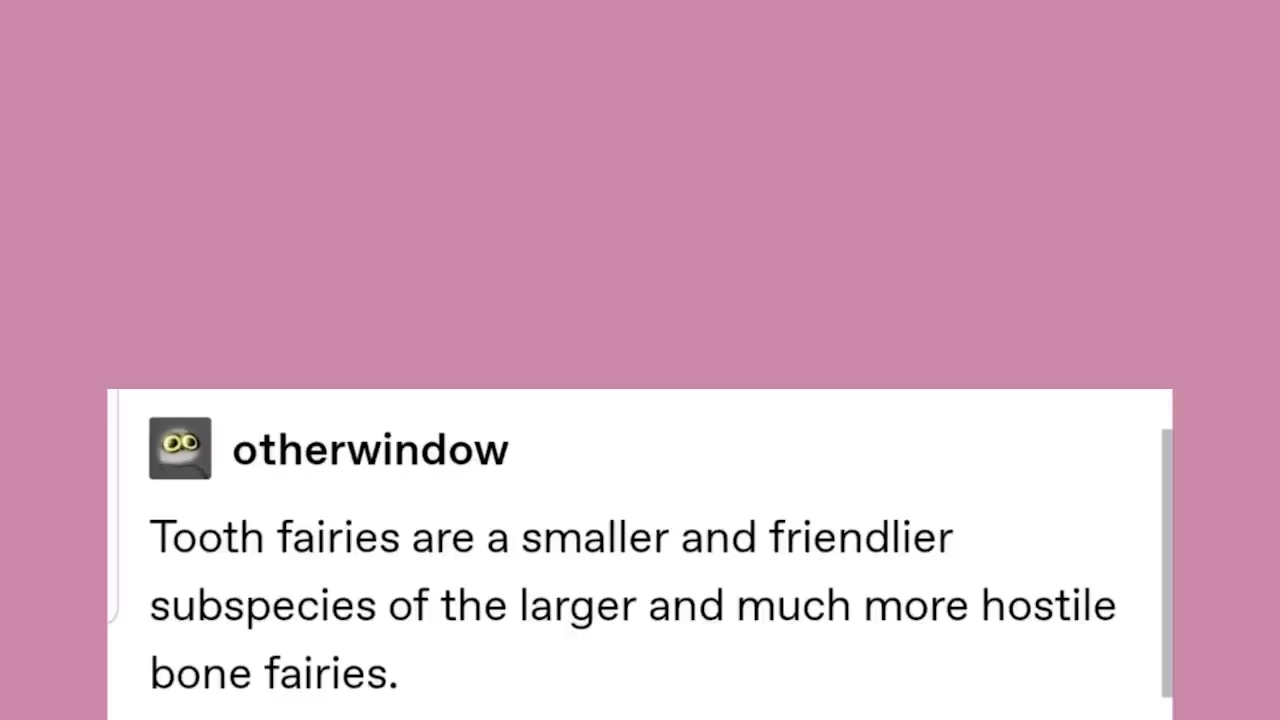 otherwindow
Tooth fairies are a smaller and friendlier
subspecies of the larger and much more hostile
bone fairies.